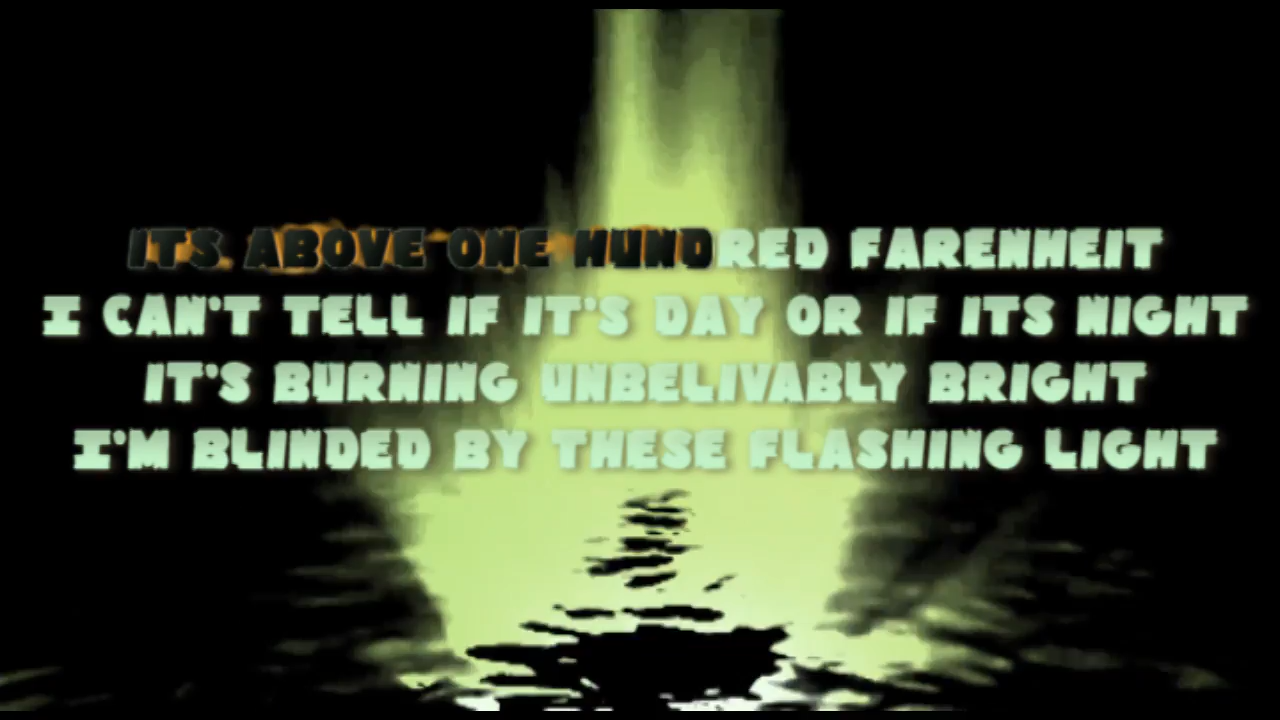 ITS ABOVE ONE HUNDRED FARENHEIT
I CAN'T TELL IF IT'S DAY OR IF ITS NIGHT
IT'S BURNING UNBELIVABLY BRIGHT
I'M BLINDED BY THESE FLASHING LIGHT